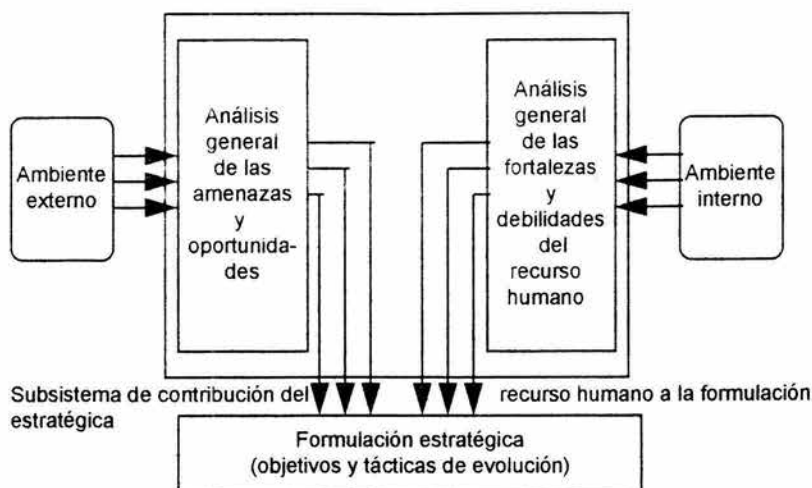 Ambiente
externo
Análisis
general
de las
amenazas
y
oportunida-
des
Análisis
general
de las
fortalezas
y
debilidades
del
recurso
humano
Ambiente
interno
Subsistema de contribución del recurso humano a la formulación
estratégica
Formulación estratégica
(objetivos y tácticas de evolución)